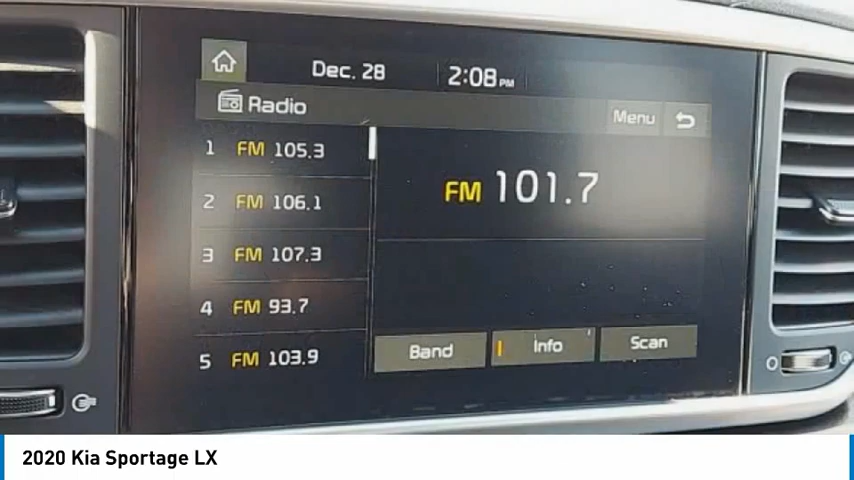 Dec. 28 2:08 PM
Radio Menu
1 FM 105.3
FM 101.7
2 FM 106.1
3 FM 107.3
4 FM 93.7
5 FM 103.9
Band Info Scan
2020 Kia Sportage LX